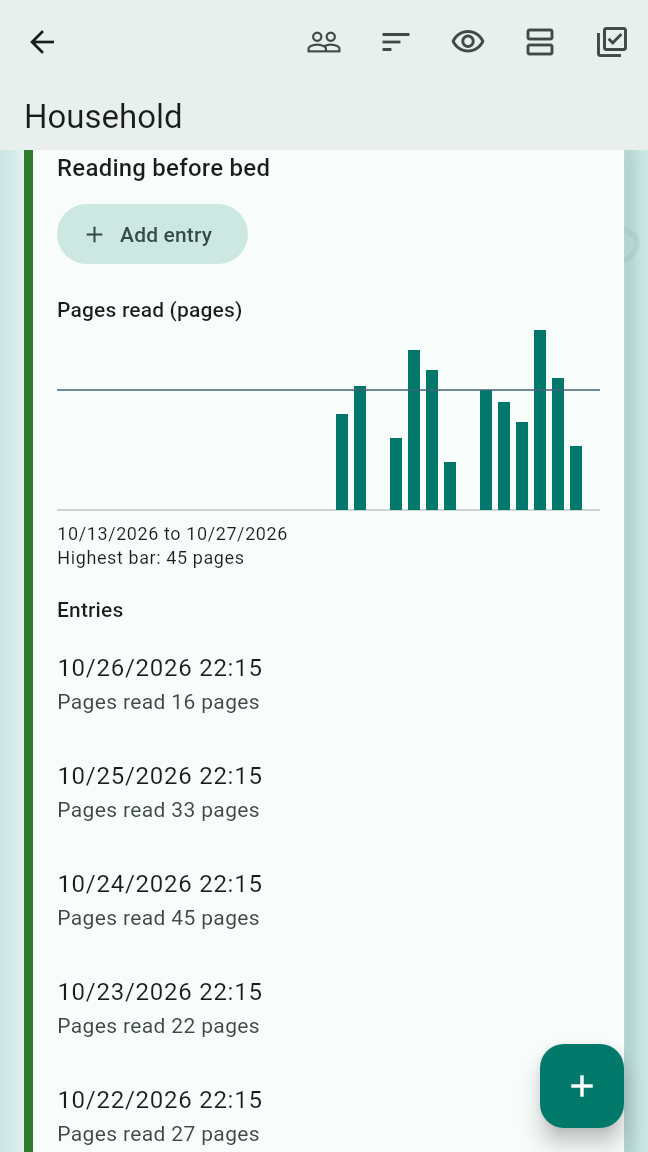 Household
Reading before bed
Add entry
Pages read (pages)
10/13/2026 to 10/27/2026
Highest bar: 45 pages
Entries
10/26/2026 22:15
Pages read 16 pages
10/25/2026 22:15
Pages read 33 pages
10/24/2026 22:15
Pages read 45 pages
10/23/2026 22:15
Pages read 22 pages
10/22/2026 22:15
Pages read 27 pages